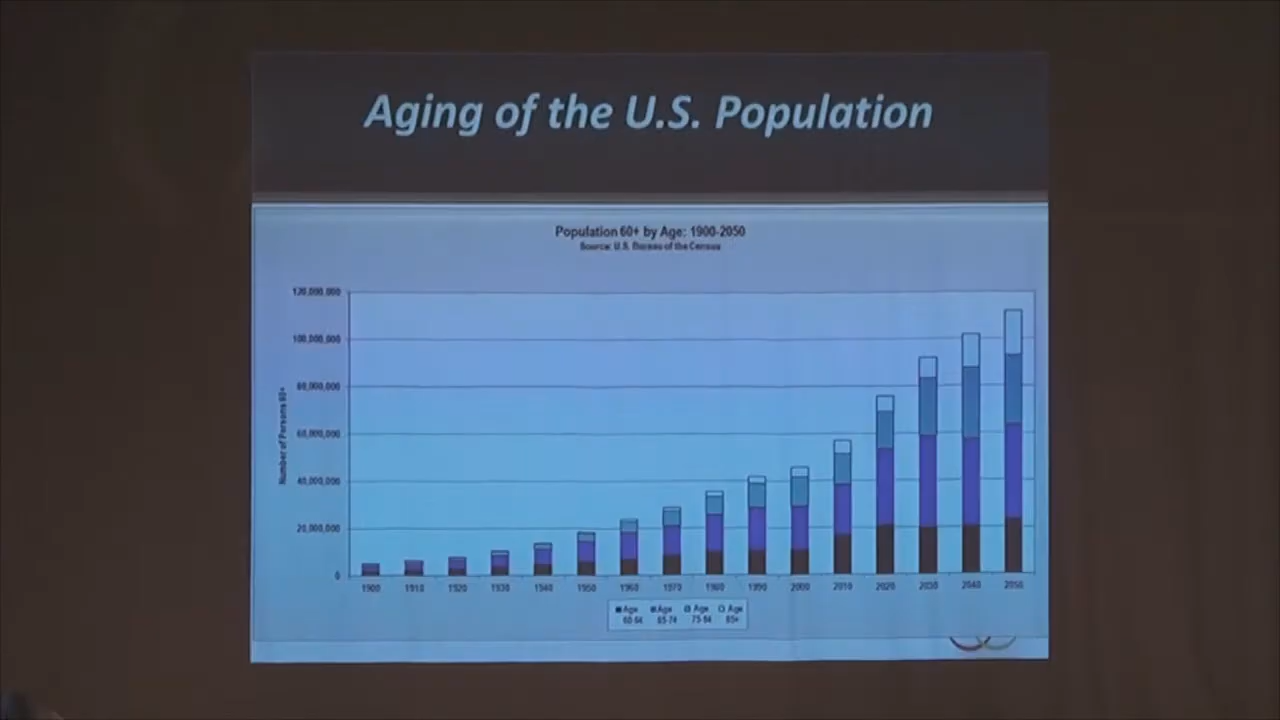 Aging of the U.S. Population
Population 60+ by Age: 1900-2050
Source: U.S. Bureau of the Census
120,000,000
100,000,000
80,000,000
60,000,000
40,000,000
20,000,000
0
Number of Persons 60+
1900 1910 1920 1930 1940 1950 1960 1970 1980 1990 2000 2010 2020 2030 2040 2050
Age Age Age Age
60-64 65-74 75-84 85+